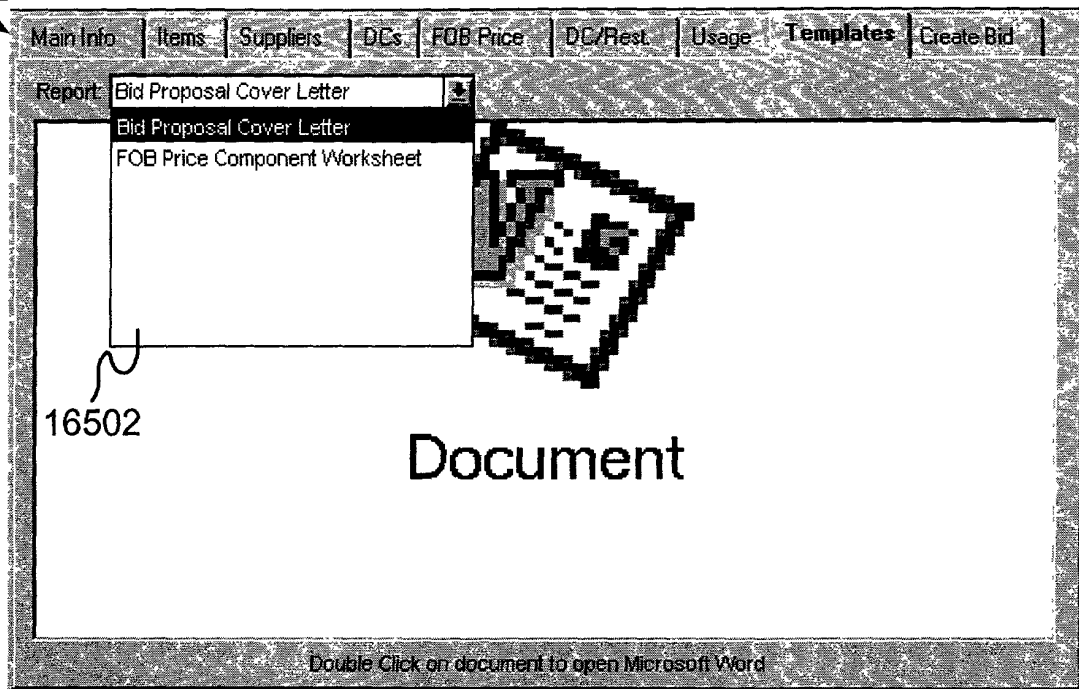 Main Info Items Suppliers DCs FOB Price DC/Rest. Usage Templates Create Bid
Report: Bid Proposal Cover Letter
Bid Proposal Cover Letter
FOB Price Component Worksheet
16502
Document
Double Click on document to open Microsoft Word